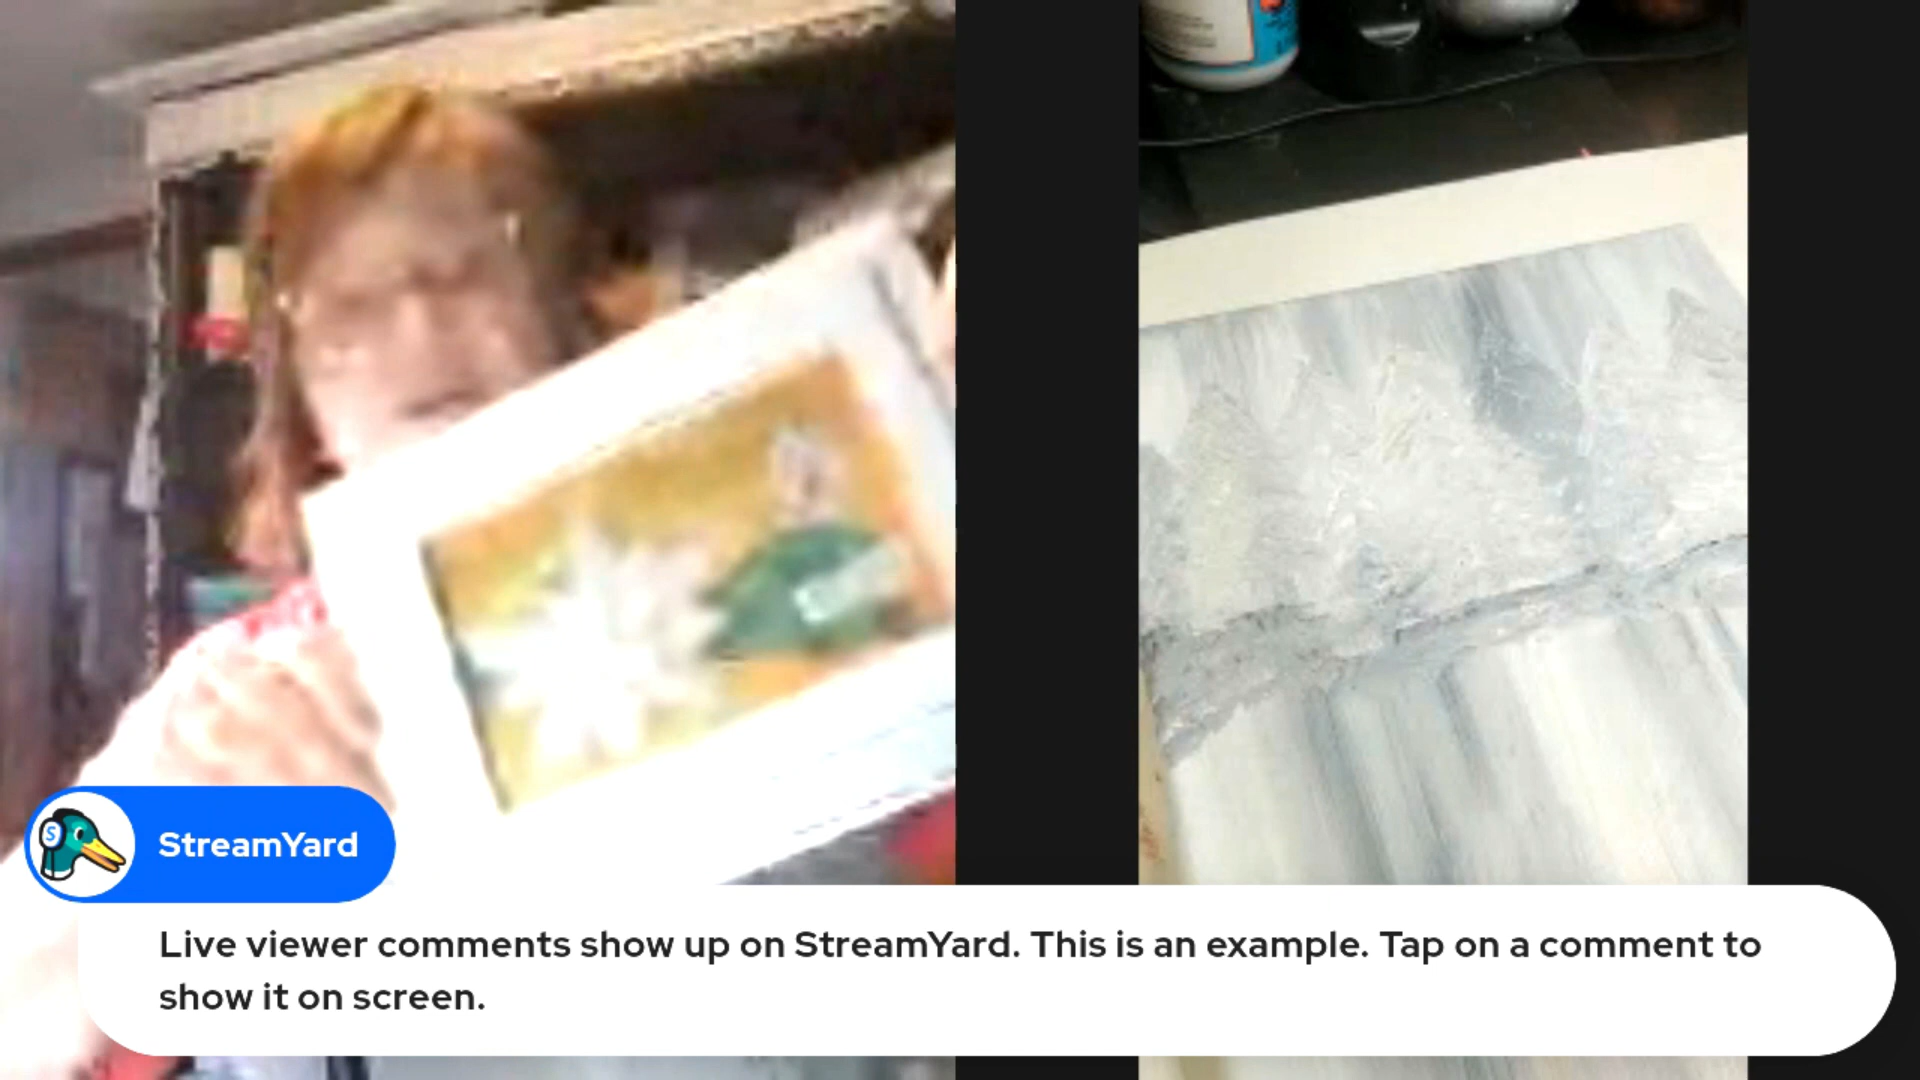 StreamYard
Live viewer comments show up on StreamYard. This is an example. Tap on a comment to
show it on screen.